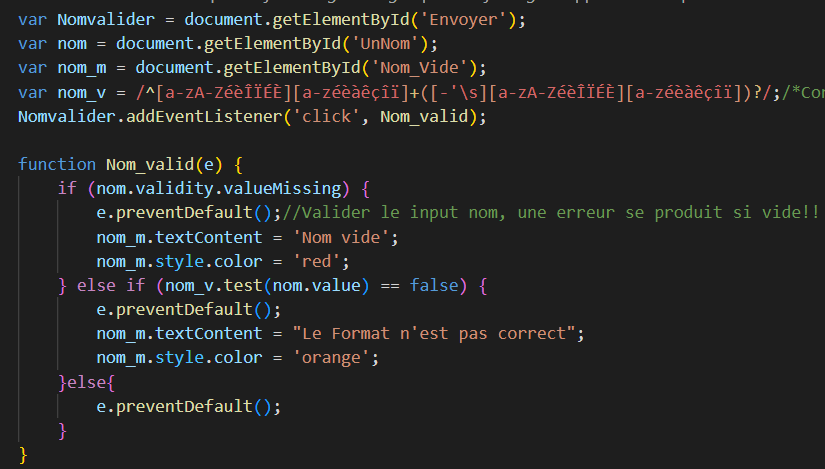 var Nomvalider = document.getElementById('Envoyer');
var nom = document.getElementById('UnNom');
var nom_m = document.getElementById('Nom_Vide');
var nom_v = /^[a-zA-ZéèÎÏÉÈ][a-zéèàêçîï]+([-'\s][a-zA-ZéèÎÏÉÈ][a-zéèàêçîï])?/;/*Con
Nomvalider.addEventListener('click', Nom_valid);
function Nom_valid(e) {
if (nom.validity.valueMissing) {
e.preventDefault();//Valider le input nom, une erreur se produit si vide!!
nom_m.textContent = 'Nom vide';
nom_m.style.color = 'red';
} else if (nom_v.test(nom.value) == false) {
e.preventDefault();
nom_m.textContent = "Le Format n'est pas correct";
nom_m.style.color = 'orange';
}else{
e.preventDefault();
}
}